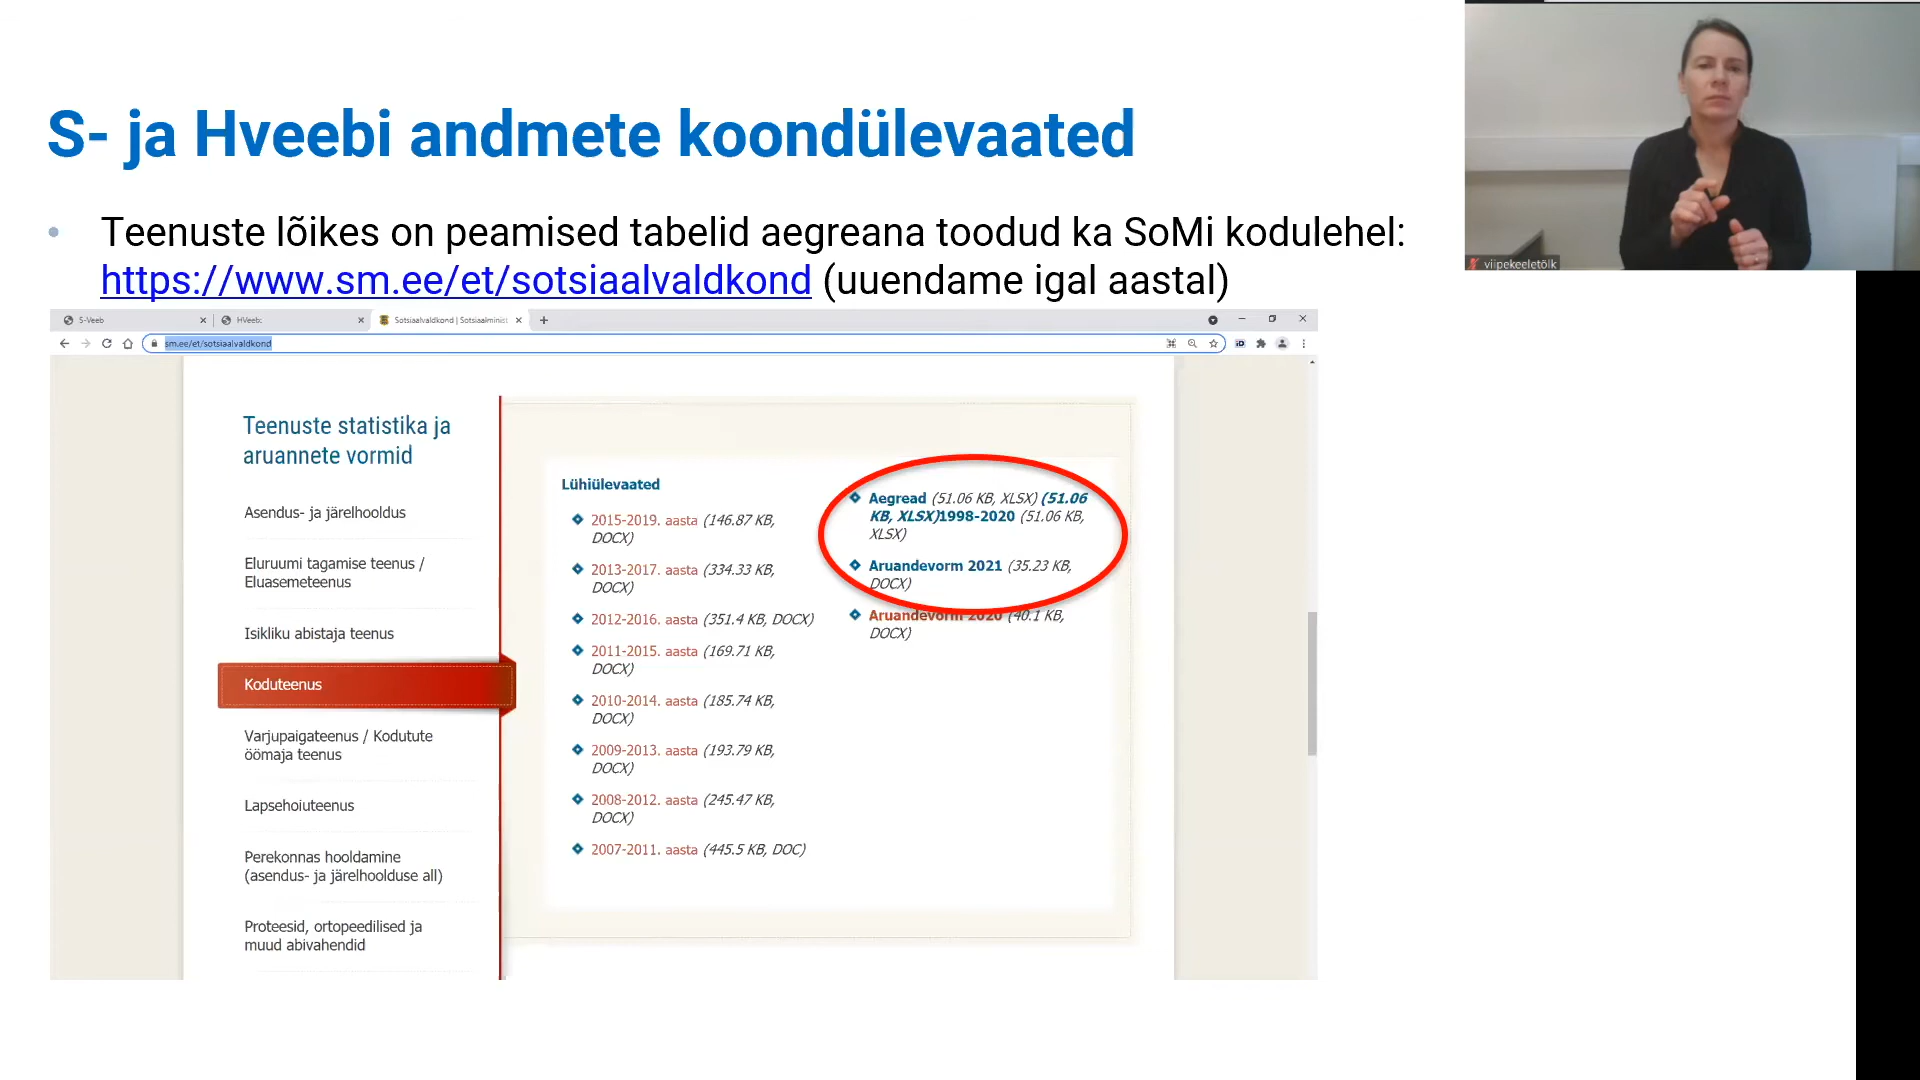 S- ja Hveebi andmete koondülevaated
• Teenuste lõikes on peamised tabelid aegreana toodud ka SoMi kodulehel:
https://www.sm.ee/et/sotsiaalvaldkond (uuendame igal aastal)
viipekeeletõlk
S-Veeb
HVeeb:
Sotsiaalvaldkond | Sotsiaalminist
sm.ee/et/sotsiaalvaldkond
Teenuste statistika ja
aruannete vormid
Asendus- ja järelhooldus
Eluruumi tagamise teenus /
Eluasemeteenus
Isikliku abistaja teenus
Koduteenus
Varjupaigateenus / Kodutute
öömaja teenus
Lapsehoiuteenus
Perekonnas hooldamine
(asendus- ja järelhoolduse all)
Proteesid, ortopeedilised ja
muud abivahendid
Lühiülevaated
2015-2019. aasta (146.87 KB,
DOCX)
2013-2017. aasta (334.33 KB,
DOCX)
2012-2016. aasta (351.4 KB, DOCX)
2011-2015. aasta (169.71 KB,
DOCX)
2010-2014. aasta (185.74 KB,
DOCX)
2009-2013. aasta (193.79 KB,
DOCX)
2008-2012. aasta (245.47 KB,
DOCX)
2007-2011. aasta (445.5 KB, DOC)
Aegread (51.06 KB, XLSX) (51.06
KB, XLSX)1998-2020 (51.06 KB,
XLSX)
Aruandevorm 2021 (35.23 KB,
DOCX)
Aruandevorm 2020 (40.1 KB,
DOCX)